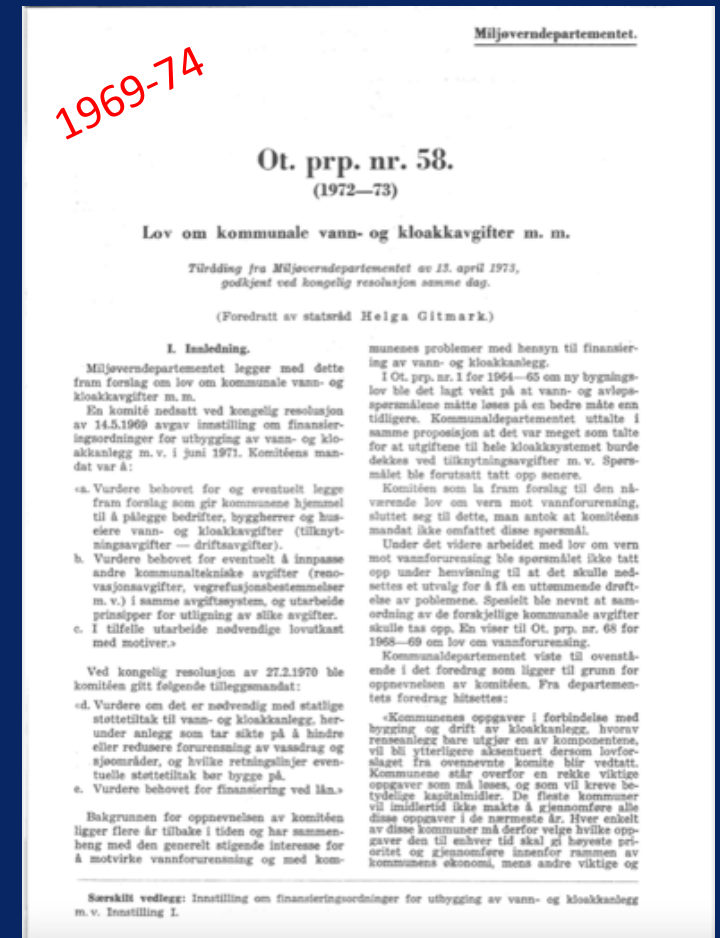 Miljøverndepartementet.
1969-74
Ot. prp. nr. 58.
(1972—73)
Lov om kommunale vann- og kloakkavgifter m. m.
Tilråding fra Miljøverndepartementet av 13. april 1973,
godkjent ved kongelig resolusjon samme dag.
(Foredratt av statsråd Helga Gitmark.)
I. Innledning.
Miljøverndepartementet legger med dette
fram forslag om lov om kommunale vann- og
kloakkavgifter m. m.
En komité nedsatt ved kongelig resolusjon
av 14.5.1969 avgav innstilling om finansier-
ingsordninger for utbygging av vann- og klo-
akkanlegg m. v. i juni 1971. Komitéens man-
dat var å:
«a. Vurdere behovet for og eventuelt legge
fram forslag som gir kommunene hjemmel
til å pålegge bedrifter, byggherrer og hus-
eiere vann- og kloakkavgifter (tilknyt-
ningsavgifter — driftsavgifter).
b. Vurdere behovet for eventuelt å innpasse
andre kommunaltekniske avgifter (reno-
vasjonsavgifter, vegrefusjonsbestemmelser
m. v.) i samme avgiftssystem, og utarbeide
prinsipper for utligning av slike avgifter.
c. I tilfelle utarbeide nødvendige lovutkast
med motiver.»
Ved kongelig resolusjon av 27.2.1970 ble
komitéen gitt følgende tilleggsmandat:
«d. Vurdere om det er nødvendig med statlige
støttetiltak til vann- og kloakkanlegg, her-
under anlegg som tar sikte på å hindre
eller redusere forurensning av vassdrag og
sjøområder, og hvilke retningslinjer even-
tuelle støttetiltak bør bygge på.
e. Vurdere behovet for finansiering ved lån.»
Bakgrunnen for oppnevnelsen av komitéen
ligger flere år tilbake i tiden og har sammen-
heng med den generelt stigende interesse for
å motvirke vannforurensning og med kom-
munenes problemer med hensyn til finansier-
ing av vann- og kloakkanlegg.
I Ot. prp. nr. 1 for 1964—65 om ny bygnings-
lov ble det lagt vekt på at vann- og avløps-
spørsmålene måtte løses på en bedre måte enn
tidligere. Kommunaldepartementet uttalte i
samme proposisjon at det var meget som talte
for at utgiftene til hele kloakksystemet burde
dekkes ved tilknytningsavgifter m. v. Spørs-
målet ble forutsatt tatt opp senere.
Komitéen som la fram forslag til den nå-
værende lov om vern mot vannforurensing,
sluttet seg til dette, man antok at komitéens
mandat ikke omfattet disse spørsmål.
Under det videre arbeidet med lov om vern
mot vannforurensing ble spørsmålet ikke tatt
opp under henvisning til at det skulle ned-
settes et utvalg for å få en uttømmende drøft-
else av poblemene. Spesielt ble nevnt at sam-
ordning av de forskjellige kommunale avgifter
skulle tas opp. En viser til Ot. prp. nr. 68 for
1968—69 om lov om vannforurensing.
Kommunaldepartementet viste til ovenstå-
ende i det foredrag som ligger til grunn for
oppnevnelsen av komitéen. Fra departemen-
tets foredrag hitsettes:
«Kommunenes oppgaver i forbindelse med
bygging og drift av kloakkanlegg, hvorav
renseanlegg bare utgjør en av komponentene,
vil bli ytterligere aksentuert dersom lovfor-
slaget fra ovennevnte komite blir vedtatt.
Kommunene står overfor en rekke viktige
oppgaver som må løses, og som vil kreve be-
tydelige kapitalmidler. De fleste kommuner
vil imidlertid ikke makte å gjennomføre alle
disse oppgaver i de nærmeste år. Hver enkelt
av disse kommuner må derfor velge hvilke opp-
gaver den til enhver tid skal gi høyeste pri-
oritet og gjennomføre innenfor rammen av
kommunens økonomi, mens andre viktige og
Særskilt vedlegg: Innstilling om finansieringsordninger for utbygging av vann- og kloakkanlegg
m. v. Innstilling I.